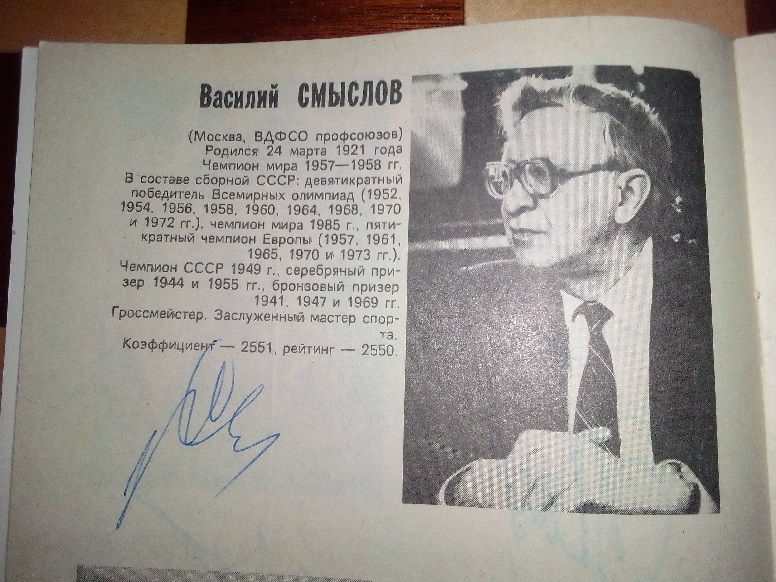 Василий СМЫСЛОВ
(Москва, ВДФСО профсоюзов)
Родился 24 марта 1921 года
Чемпион мира 1957—1958 гг.
В составе сборной СССР: девятикратный
победитель Всемирных олимпиад (1952,
1954, 1956, 1958, 1960, 1964, 1968, 1970
и 1972 гг.), чемпион мира 1985 г., пяти-
кратный чемпион Европы (1957, 1961,
1965, 1970 и 1973 гг.).
Чемпион СССР 1949 г., серебряный при-
зер 1944 и 1955 гг., бронзовый призер
1941, 1947 и 1969 гг.
Гроссмейстер. Заслуженный мастер спор-
та.
Коэффициент — 2551, рейтинг — 2550.